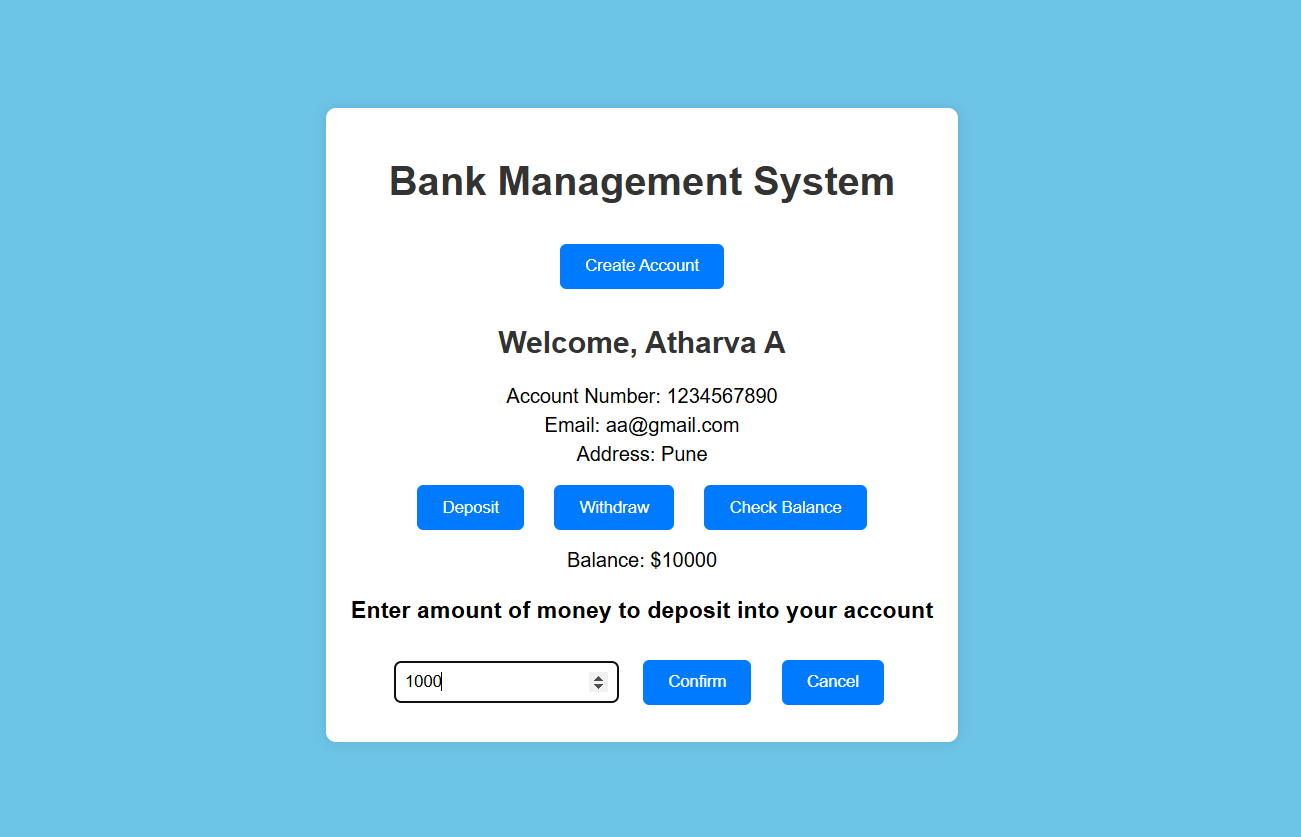 Bank Management System
Create Account
Welcome, Atharva A
Account Number: 1234567890
Email: aa@gmail.com
Address: Pune
Deposit Withdraw Check Balance
Balance: $10000
Enter amount of money to deposit into your account
1000 Confirm Cancel